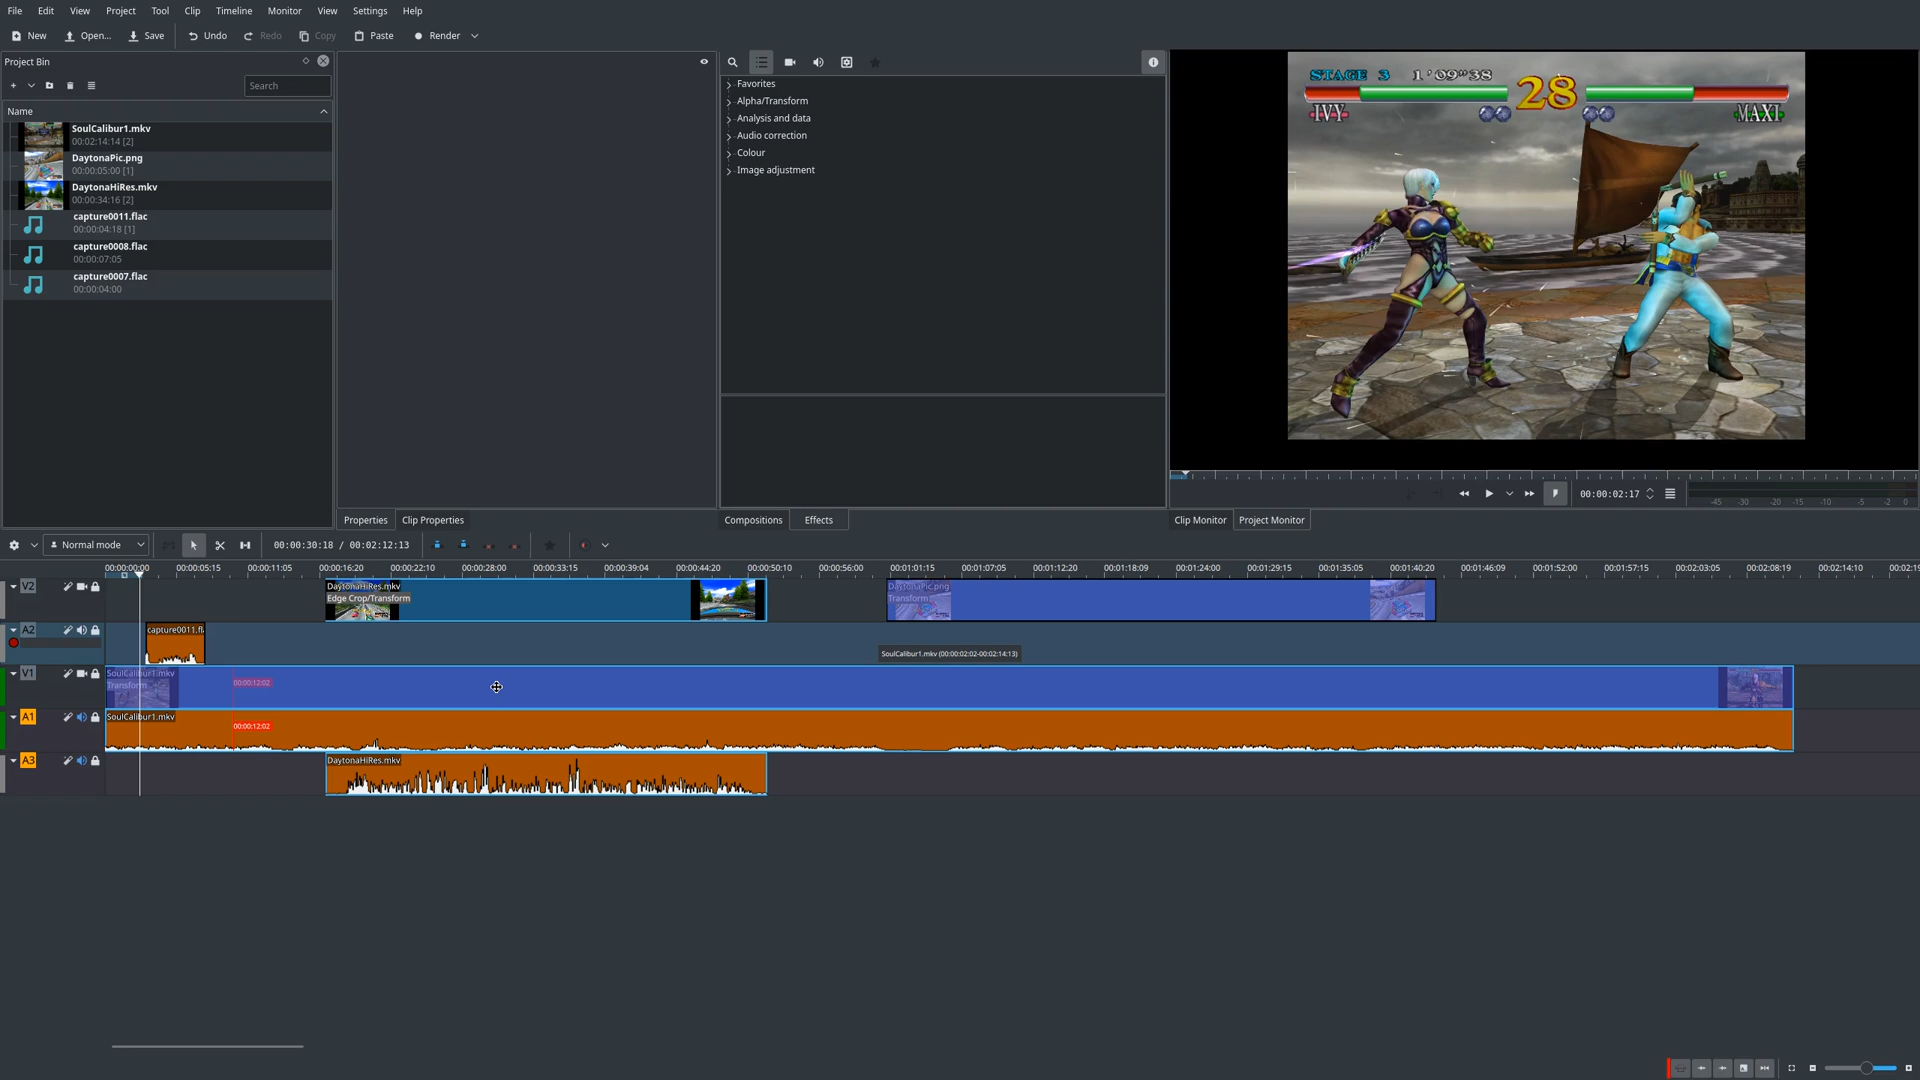 File Edit View Project Tool Clip Timeline Monitor View Settings Help
New Open... Save Undo Redo Copy Paste Render
Project Bin
Search
Name
SoulCalibur1.mkv
00:02:14:14 [2]
DaytonaPic.png
00:00:05:00 [1]
DaytonaHiRes.mkv
00:00:34:16 [2]
capture0011.flac
00:00:04:18 [1]
capture0008.flac
00:00:07:05
capture0007.flac
00:00:04:00
Properties Clip Properties
Favorites
Alpha/Transform
Analysis and data
Audio correction
Colour
Image adjustment
Compositions Effects
STAGE 3 1'09"38 28
IVY MAXI
00:00:02:17
-45 -30 -20 -15 -10 -5 -2 0
Clip Monitor Project Monitor
Normal mode 00:00:30:18 / 00:02:12:13
00:00:00:00 00:00:05:15 00:00:11:05 00:00:16:20 00:00:22:10 00:00:28:00 00:00:33:15 00:00:39:04 00:00:44:20 00:00:50:10 00:00:56:00 00:01:01:15 00:01:07:05 00:01:12:20 00:01:18:09 00:01:24:00 00:01:29:15 00:01:35:05 00:01:40:20 00:01:46:09 00:01:52:00 00:01:57:15 00:02:03:05 00:02:08:19 00:02:14:10 00:02:19
V2 DaytonaHiRes.mkv DaytonaPic.png
Edge Crop/Transform Transform
A2 capture0011.fl
SoulCalibur1.mkv (00:00:02:02-00:02:14:13)
V1 SoulCalibur1.mkv
Transform 00:00:12:02
A1 SoulCalibur1.mkv
00:00:12:02
A3 DaytonaHiRes.mkv